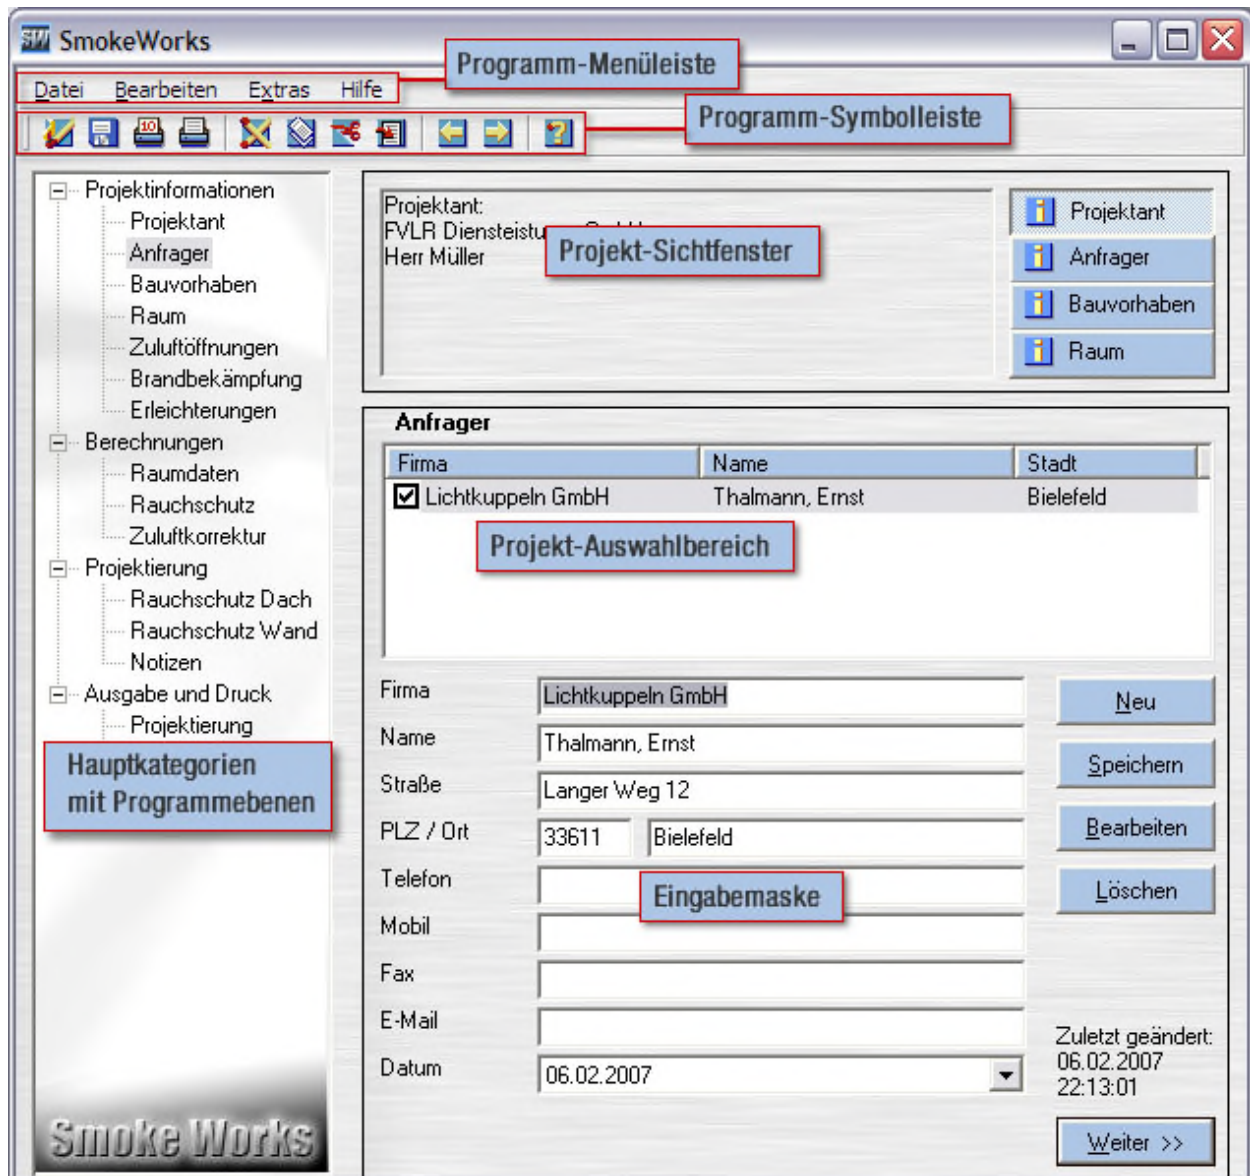 SW SmokeWorks
Programm-Menüleiste
Datei Bearbeiten Extras Hilfe
Programm-Symbolleiste
10
Projektinformationen
Projektant
Anfrager
Bauvorhaben
Raum
Zuluftöffnungen
Brandbekämpfung
Erleichterungen
Berechnungen
Raumdaten
Rauchschutz
Zuluftkorrektur
Projektierung
Rauchschutz Dach
Rauchschutz Wand
Notizen
Ausgabe und Druck
Projektierung
Hauptkategorien
mit Programmebenen
Smoke Works
Projektant:
FVLR
Herr Müller
Projekt-Sichtfenster
Projektant
Anfrager
Bauvorhaben
Raum
Anfrager
Firma Name Stadt
Lichtkuppeln GmbH Thalmann, Ernst Bielefeld
Projekt-Auswahlbereich
Firma Lichtkuppeln GmbH
Name Thalmann, Ernst
Straße Langer Weg 12
PLZ / Ort 33611 Bielefeld
Telefon
Eingabemaske
Mobil
Fax
E-Mail
Datum 06.02.2007
Neu
Speichern
Bearbeiten
Löschen
Zuletzt geändert:
06.02.2007
22:13:01
Weiter >>